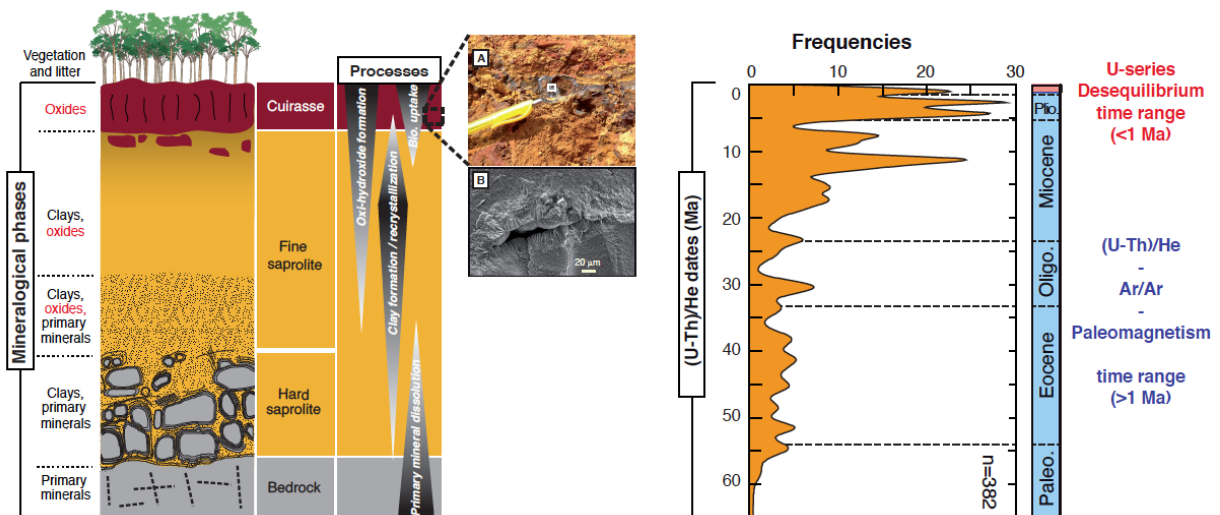 Vegetation
and litter
Oxides
Clays,
oxides
Clays,
oxides,
primary
minerals
Clays,
primary
minerals
Primary
minerals
Mineralogical phases
Cuirasse
Fine
saprolite
Hard
saprolite
Bedrock
Processes
Oxi-hydroxide formation
Clay formation / recrystallization
Bio. uptake
Primary mineral dissolution
A
B
20 µm
Frequencies
0
10
20
30
(U-Th)/He dates (Ma)
0
10
20
30
40
50
60
n=382
Plio.
Miocene
Oligo.
Eocene
Paleo.
U-series
Desequilibrium
time range
(<1 Ma)
(U-Th)/He
-
Ar/Ar
-
Paleomagnetism
time range
(>1 Ma)